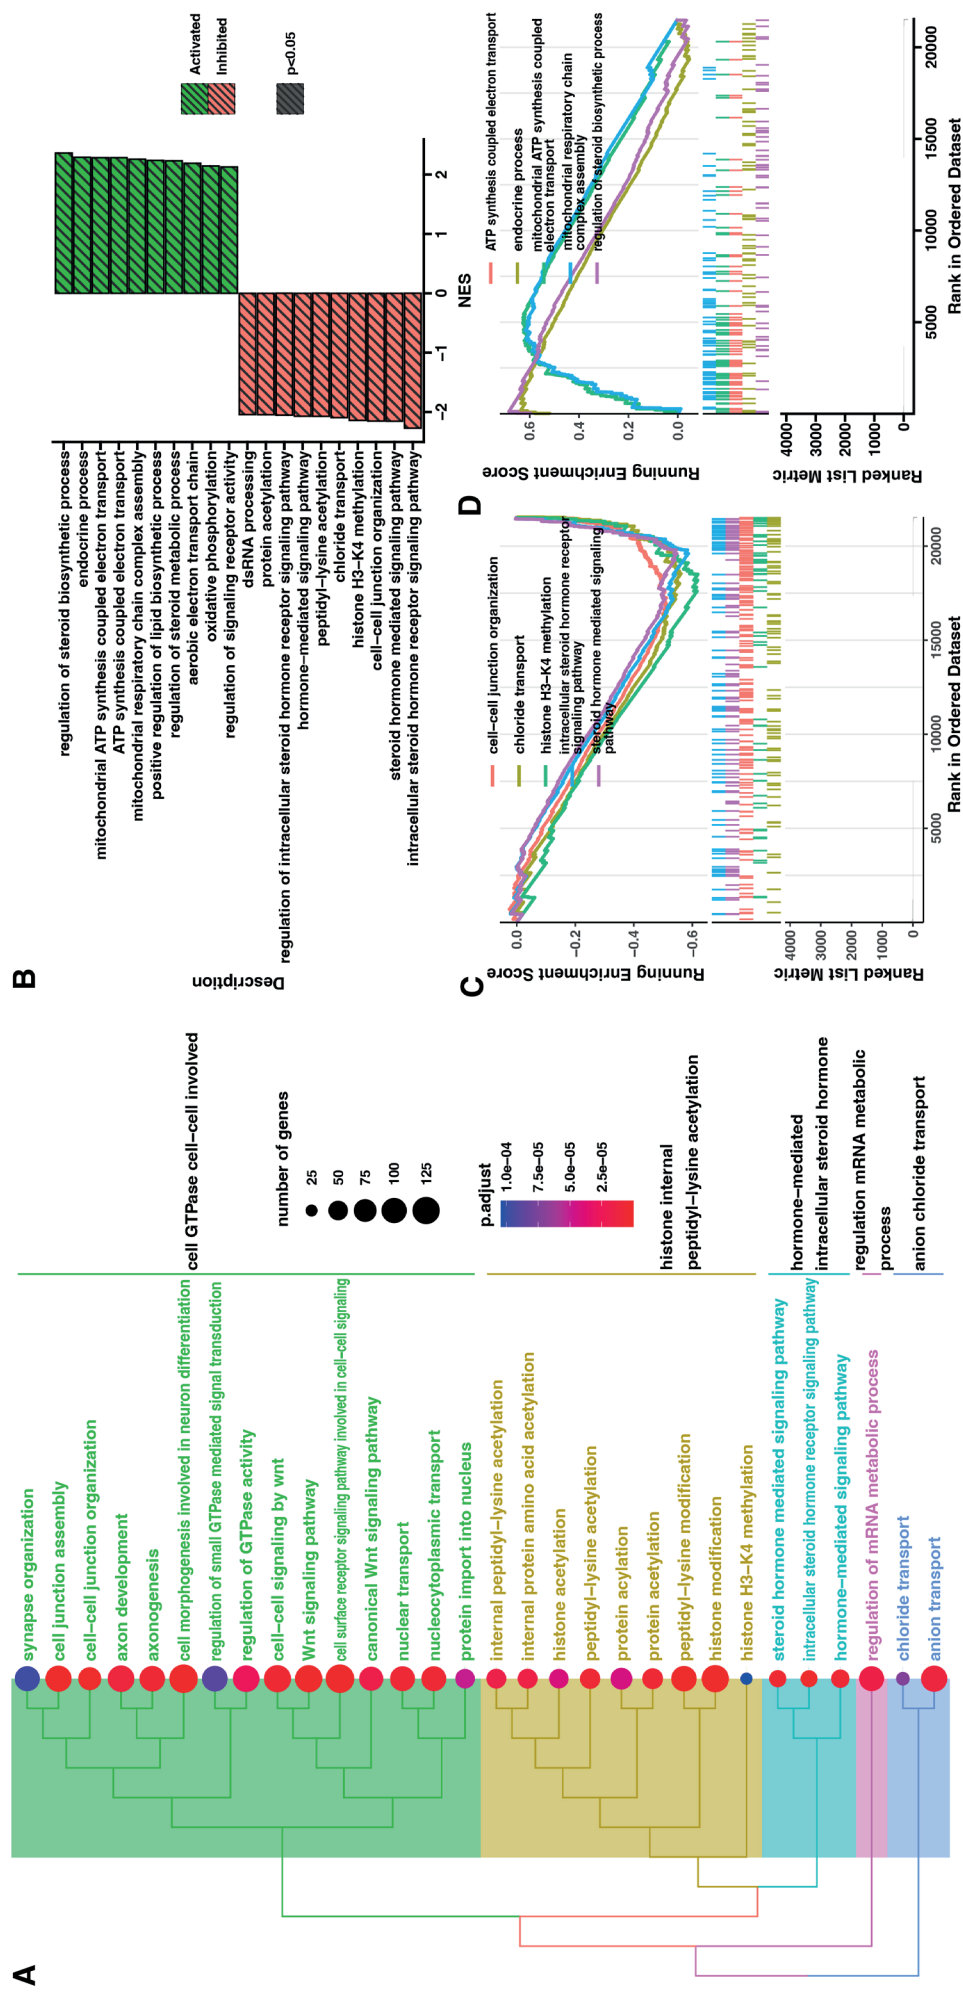 A
synapse organization
cell junction assembly
cell−cell junction organization
axon development
axonogenesis
cell morphogenesis involved in neuron differentiation
regulation of small GTPase mediated signal transduction
regulation of GTPase activity
cell−cell signaling by wnt
Wnt signaling pathway
cell surface receptor signaling pathway involved in cell−cell signaling
canonical Wnt signaling pathway
nuclear transport
nucleocytoplasmic transport
protein import into nucleus
internal peptidyl−lysine acetylation
internal protein amino acid acetylation
histone acetylation
peptidyl−lysine acetylation
protein acylation
protein acetylation
peptidyl−lysine modification
histone modification
histone H3−K4 methylation
steroid hormone mediated signaling pathway
intracellular steroid hormone receptor signaling pathway
hormone−mediated signaling pathway
regulation of mRNA metabolic process
chloride transport
anion transport
cell GTPase cell−cell involved
histone internal
peptidyl−lysine acetylation
hormone−mediated
intracellular steroid hormone
regulation mRNA metabolic
process
anion chloride transport
number of genes
25
50
75
100
125
p.adjust
1.0e−04
7.5e−05
5.0e−05
2.5e−05
B
Description
regulation of steroid biosynthetic process
endocrine process
mitochondrial ATP synthesis coupled electron transport
ATP synthesis coupled electron transport
mitochondrial respiratory chain complex assembly
positive regulation of lipid biosynthetic process
regulation of steroid metabolic process
aerobic electron transport chain
oxidative phosphorylation
regulation of signaling receptor activity
dsRNA processing
protein acetylation
regulation of intracellular steroid hormone receptor signaling pathway
hormone−mediated signaling pathway
peptidyl−lysine acetylation
chloride transport
histone H3−K4 methylation
cell−cell junction organization
steroid hormone mediated signaling pathway
intracellular steroid hormone receptor signaling pathway
−2
−1
0
1
2
NES
Activated
Inhibited
p<0.05
C
Running Enrichment Score
0.0
−0.2
−0.4
−0.6
cell−cell junction organization
chloride transport
histone H3−K4 methylation
intracellular steroid hormone receptor
signaling pathway
steroid hormone mediated signaling
pathway
Ranked List Metric
4000
3000
2000
1000
0
5000
10000
15000
20000
Rank in Ordered Dataset
D
Running Enrichment Score
0.6
0.4
0.2
0.0
ATP synthesis coupled electron transport
endocrine process
mitochondrial ATP synthesis coupled
electron transport
mitochondrial respiratory chain
complex assembly
regulation of steroid biosynthetic process
Ranked List Metric
4000
3000
2000
1000
0
5000
10000
15000
20000
Rank in Ordered Dataset